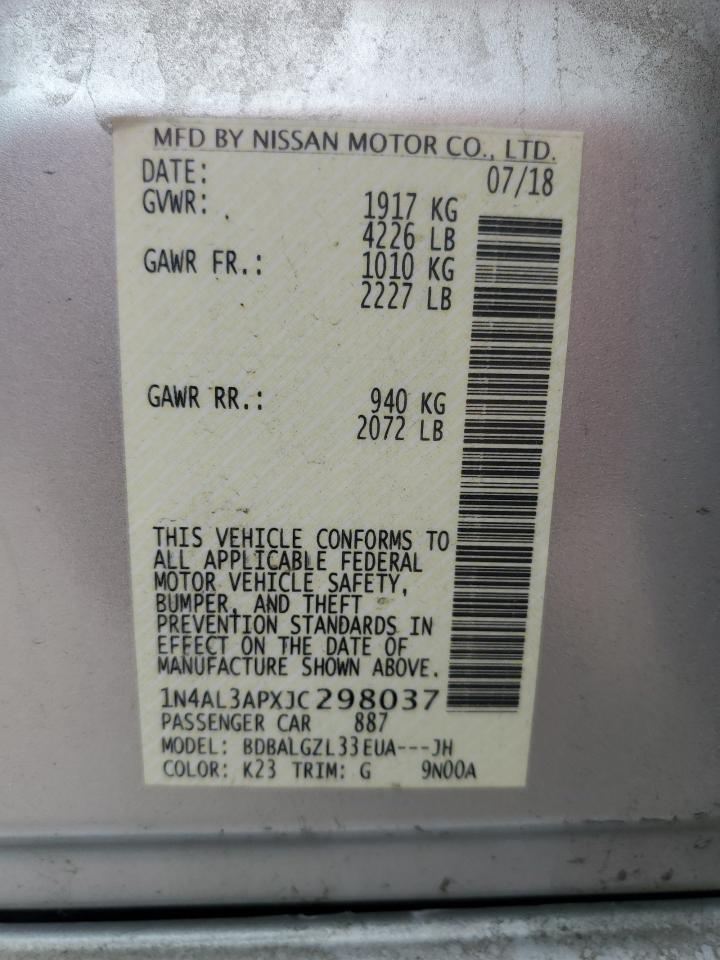 MFD BY NISSAN MOTOR CO., LTD.
DATE: 07/18
GVWR: 1917 KG
4226 LB
GAWR FR.: 1010 KG
2227 LB
GAWR RR.: 940 KG
2072 LB
THIS VEHICLE CONFORMS TO
ALL APPLICABLE FEDERAL
MOTOR VEHICLE SAFETY,
BUMPER, AND THEFT
PREVENTION STANDARDS IN
EFFECT ON THE DATE OF
MANUFACTURE SHOWN ABOVE.
1N4AL3APXJC298037
PASSENGER CAR 887
MODEL: BDBALGZL33EUA---JH
COLOR: K23 TRIM: G 9N00A